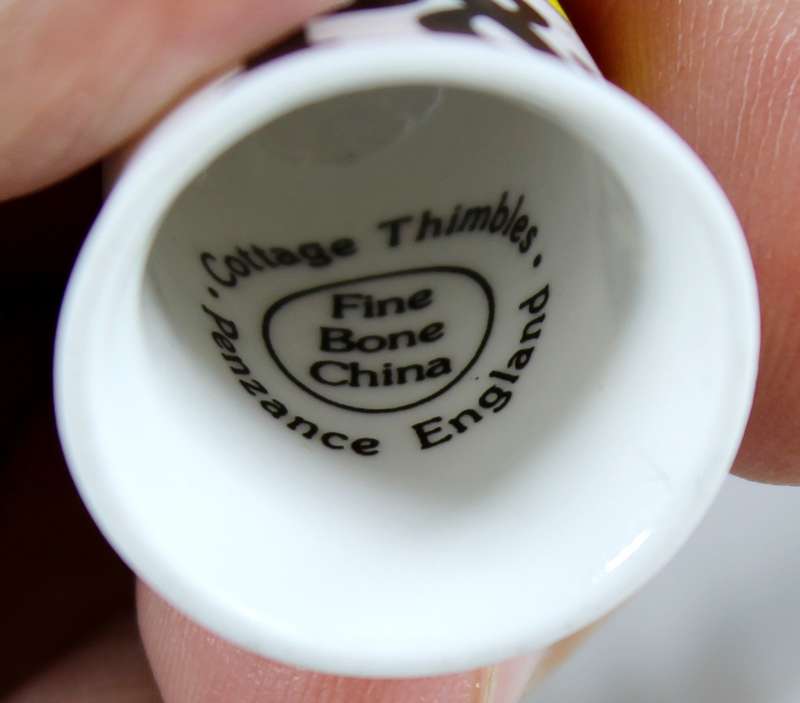 Cottage Thimbles
Fine
Bone
China
Penzance England